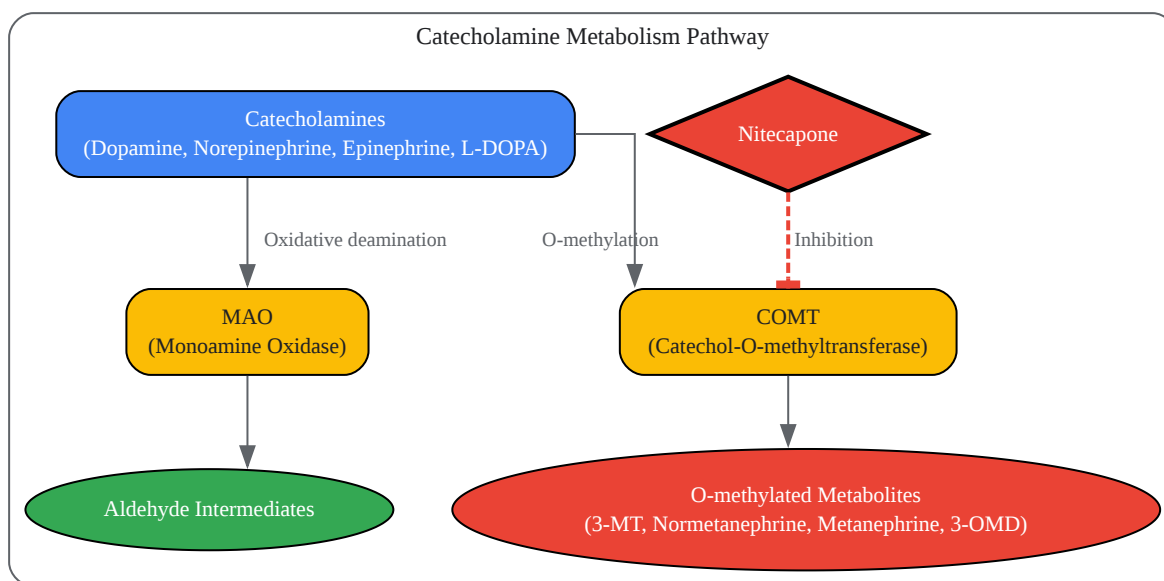 Catecholamine Metabolism Pathway
Catecholamines
(Dopamine, Norepinephrine, Epinephrine, L-DOPA)
Nitecapone
Oxidative deamination
O-methylation
Inhibition
MAO
(Monoamine Oxidase)
COMT
(Catechol-O-methyltransferase)
Aldehyde Intermediates
O-methylated Metabolites
(3-MT, Normetanephrine, Metanephrine, 3-OMD)